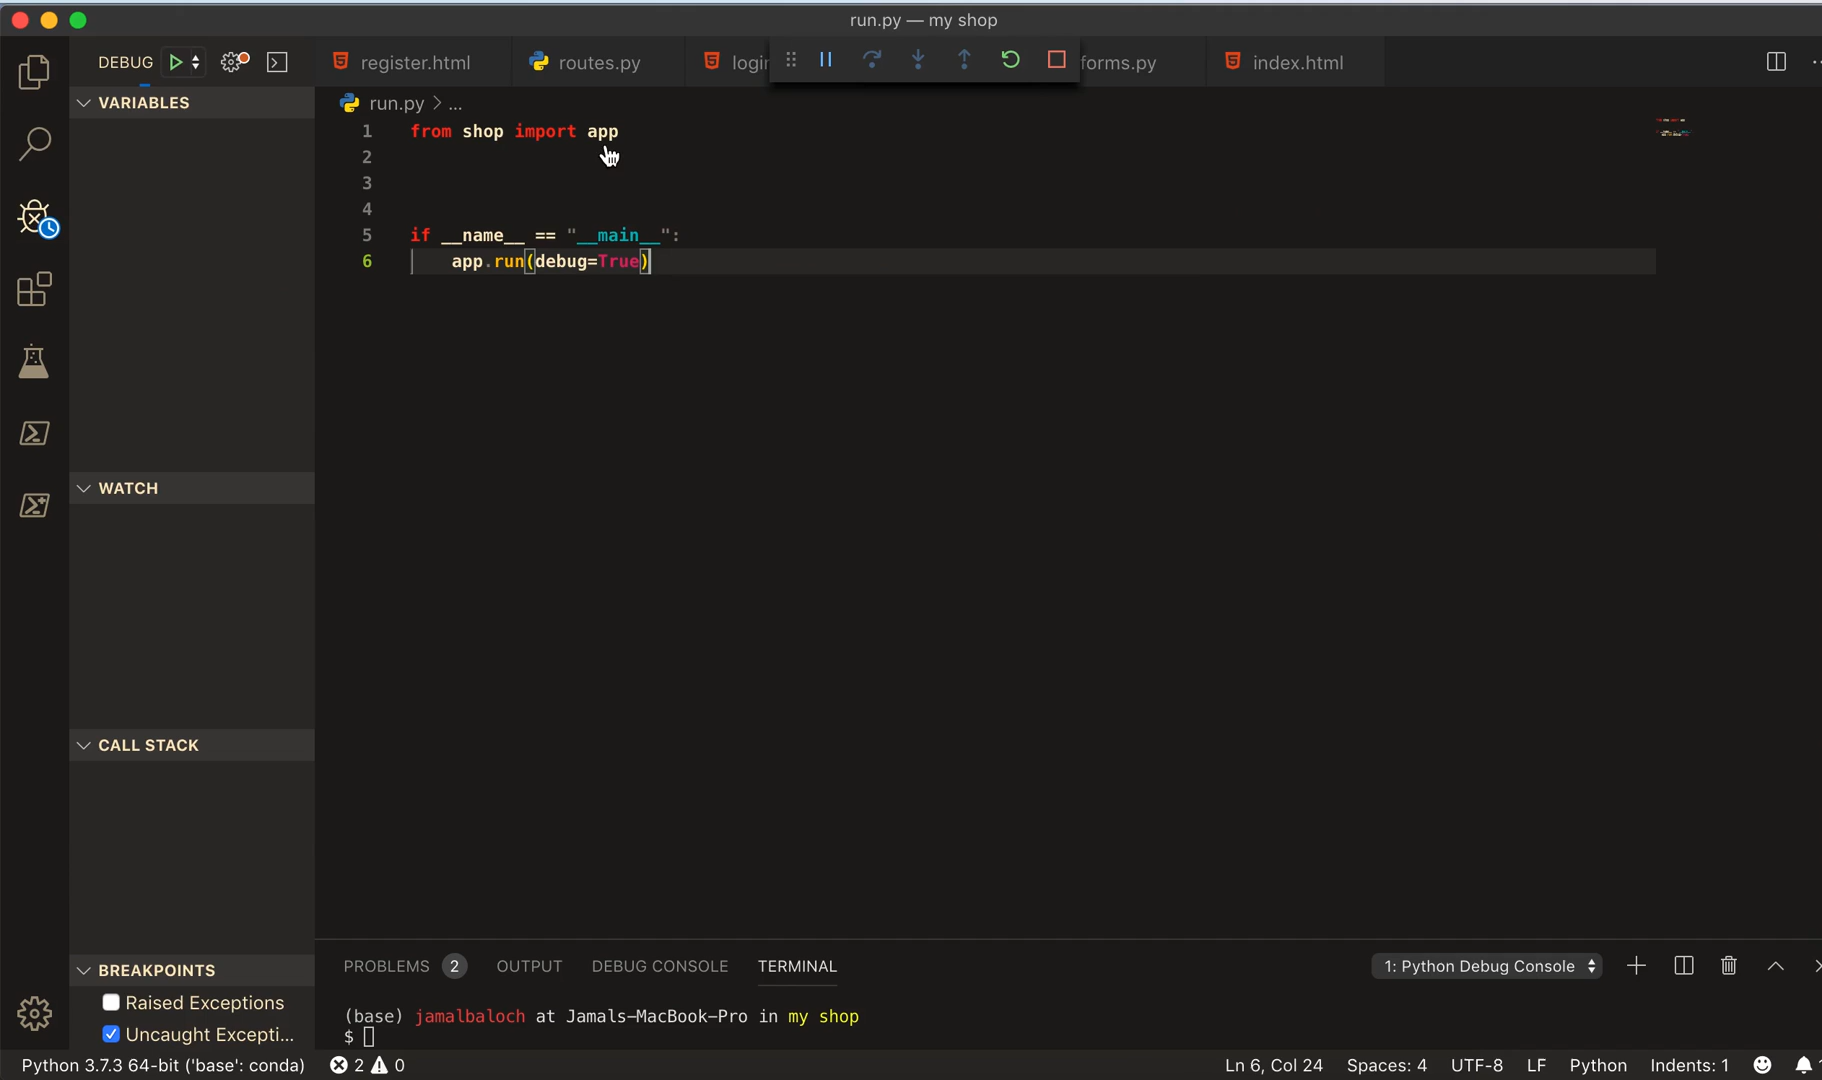 run.py — my shop
DEBUG
register.html
routes.py
forms.py
index.html
VARIABLES
run.py > ...
1 from shop import app
2
3
4
5 if __name__ == "__main__":
6 app.run(debug=True)
WATCH
CALL STACK
BREAKPOINTS
Raised Exceptions
Uncaught Excepti...
PROBLEMS 2 OUTPUT DEBUG CONSOLE TERMINAL
1: Python Debug Console
(base) jamalbaloch at Jamals-MacBook-Pro in my shop
$
Python 3.7.3 64-bit ('base': conda) 2 0
Ln 6, Col 24 Spaces: 4 UTF-8 LF Python Indents: 1